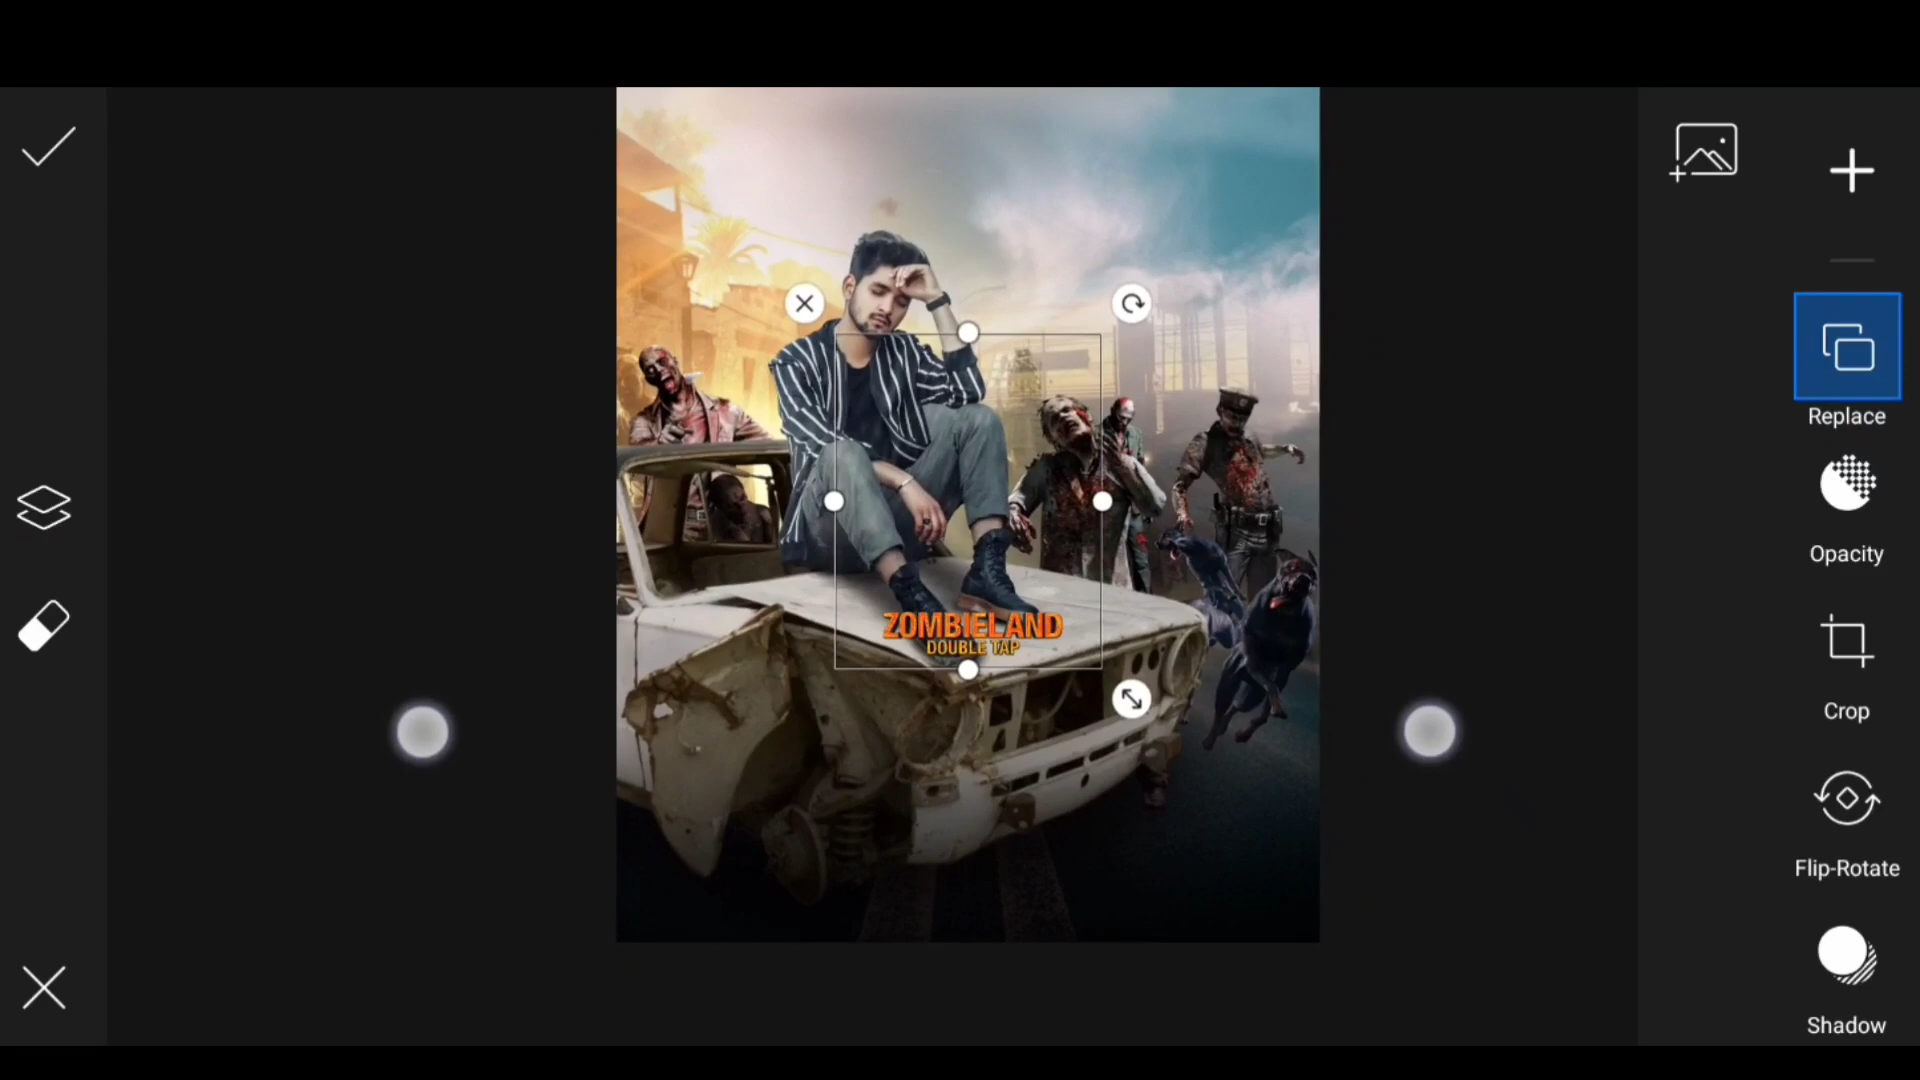 Replace
Opacity
ZOMBIELAND
DOUBLE TAP
Crop
Flip-Rotate
Shadow